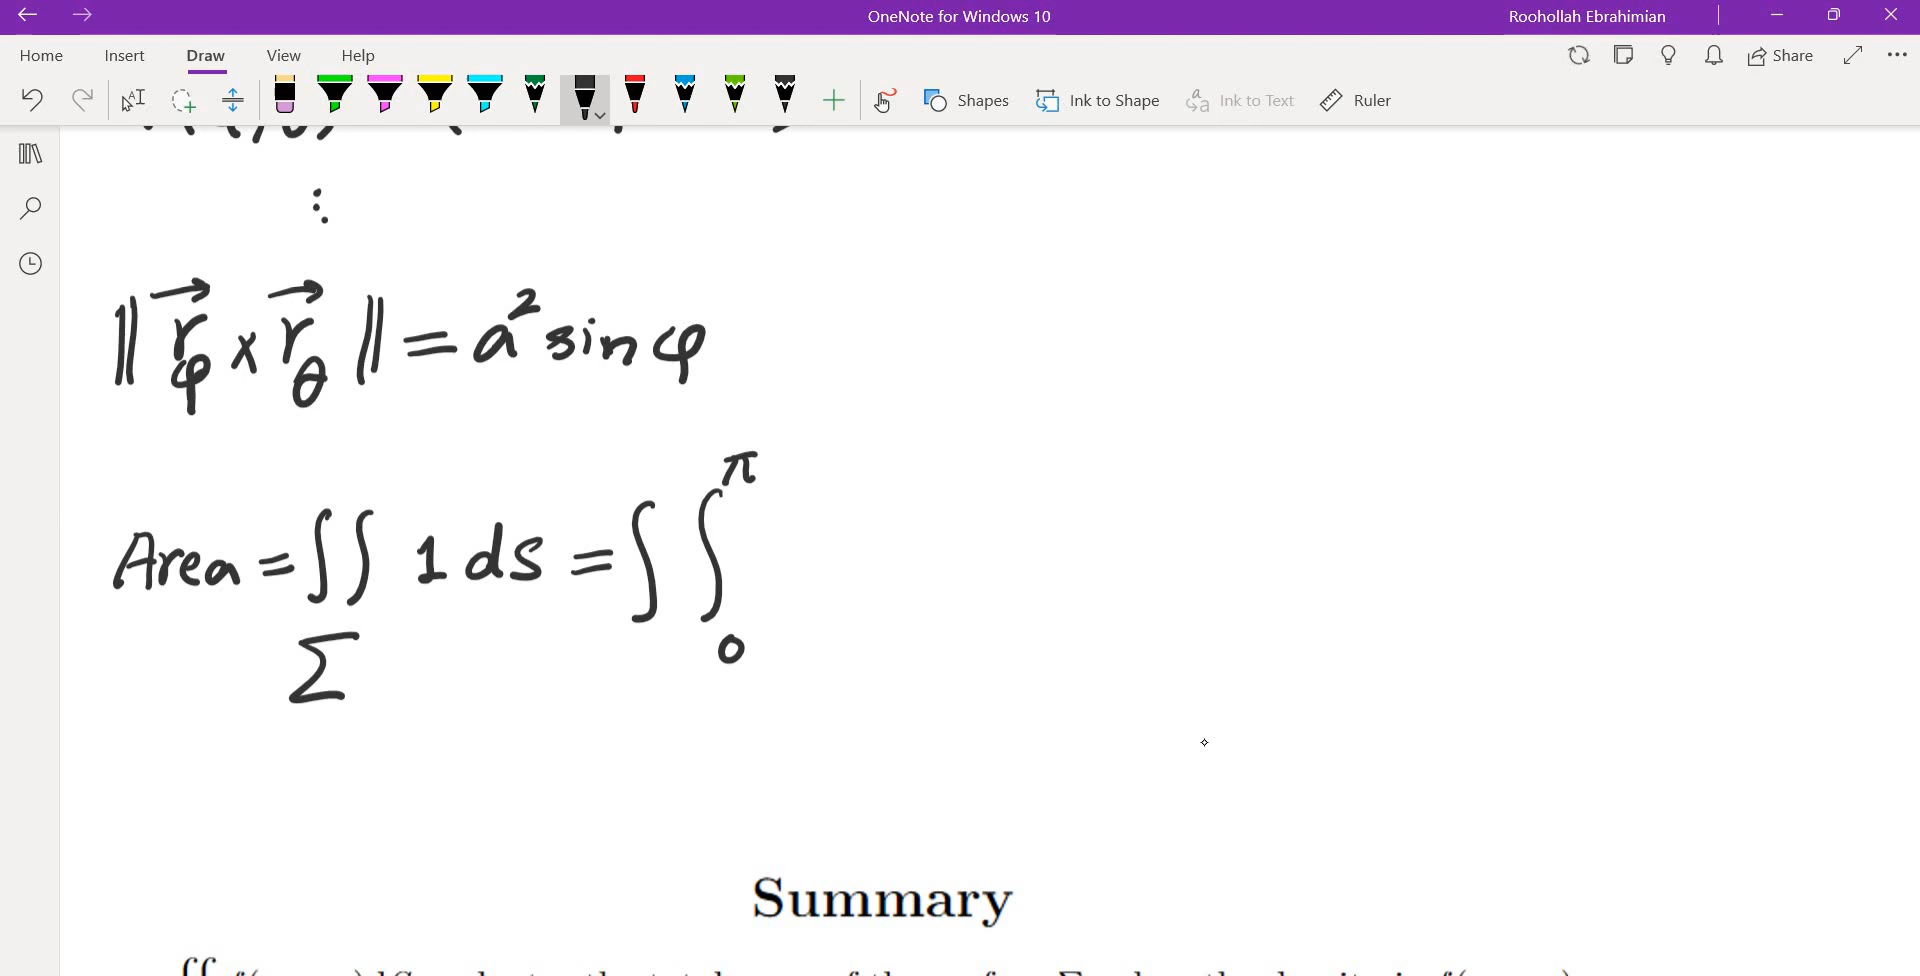 OneNote for Windows 10 Roohollah Ebrahimian
Home Insert Draw View Help Share
Shapes Ink to Shape Ink to Text Ruler
⋮
‖ r⃗φ × r⃗θ ‖ = a² sin φ
Area = ∫∫Σ 1 ds = ∫ ∫₀^π
Summary